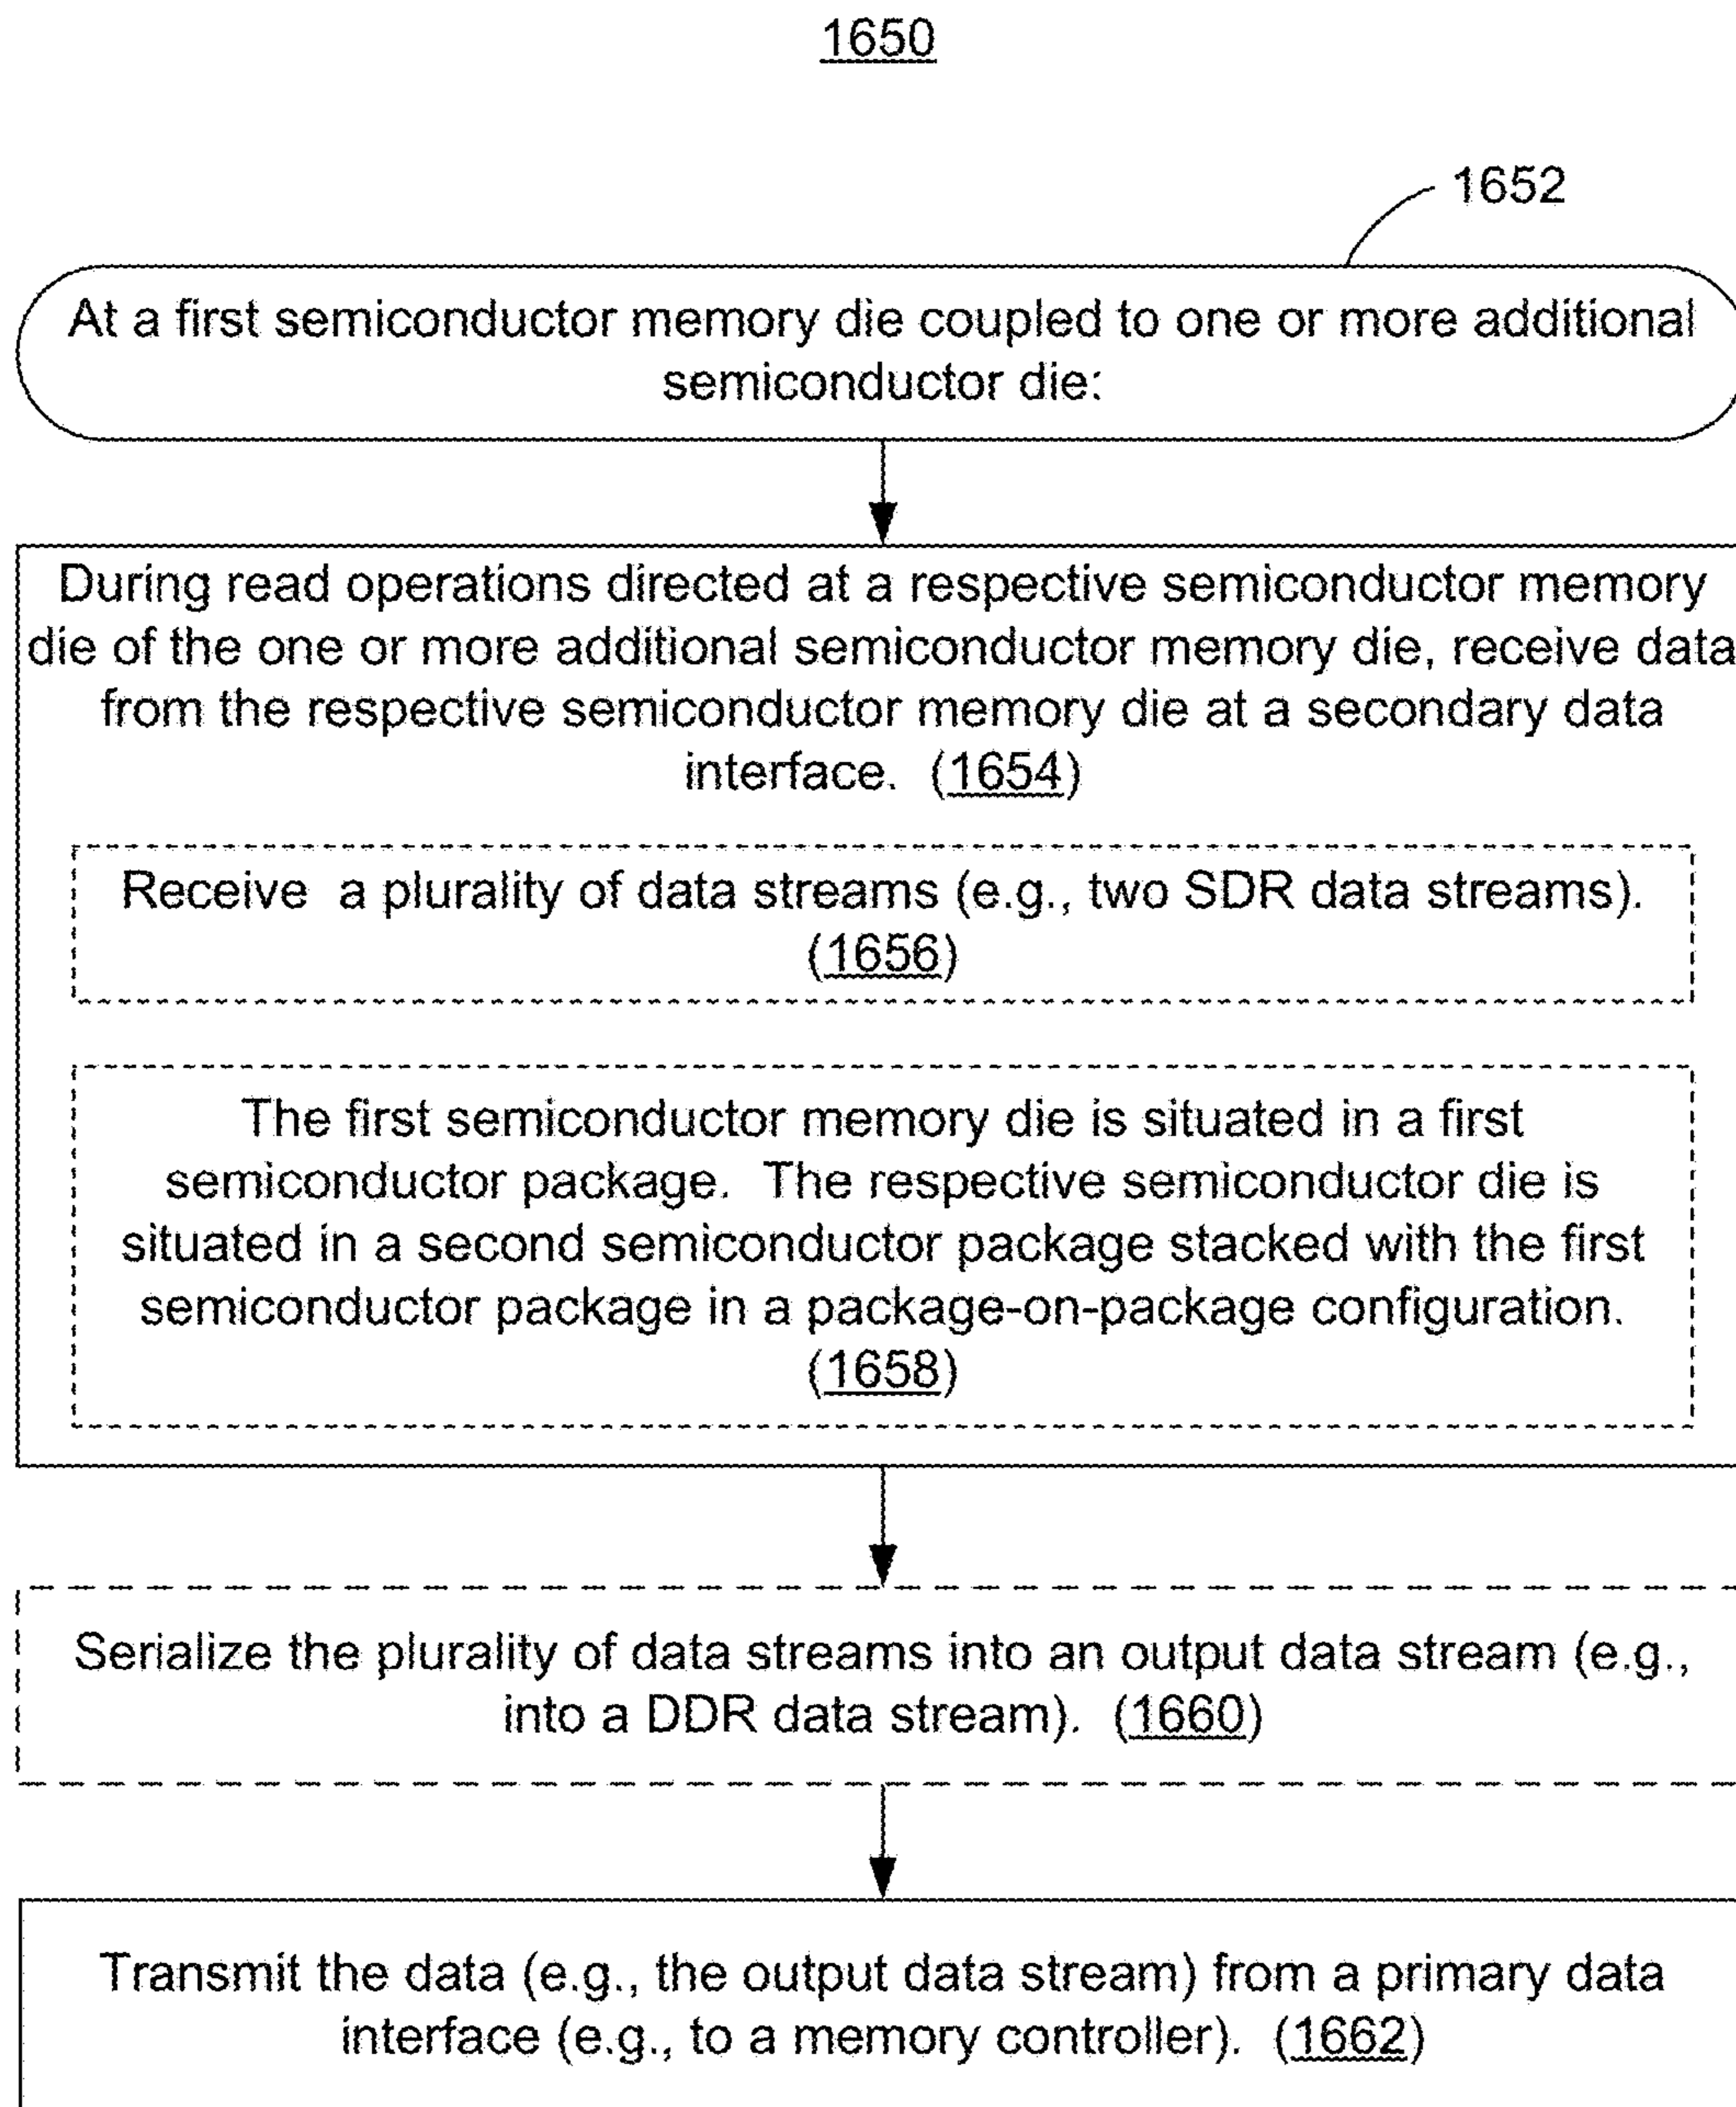 1650
1652
At a first semiconductor memory die coupled to one or more additional
semiconductor die:
During read operations directed at a respective semiconductor memory
die of the one or more additional semiconductor memory die, receive data
from the respective semiconductor memory die at a secondary data
interface. (1654)
Receive a plurality of data streams (e.g., two SDR data streams).
(1656)
The first semiconductor memory die is situated in a first
semiconductor package. The respective semiconductor die is
situated in a second semiconductor package stacked with the first
semiconductor package in a package-on-package configuration.
(1658)
Serialize the plurality of data streams into an output data stream (e.g.,
into a DDR data stream). (1660)
Transmit the data (e.g., the output data stream) from a primary data
interface (e.g., to a memory controller). (1662)